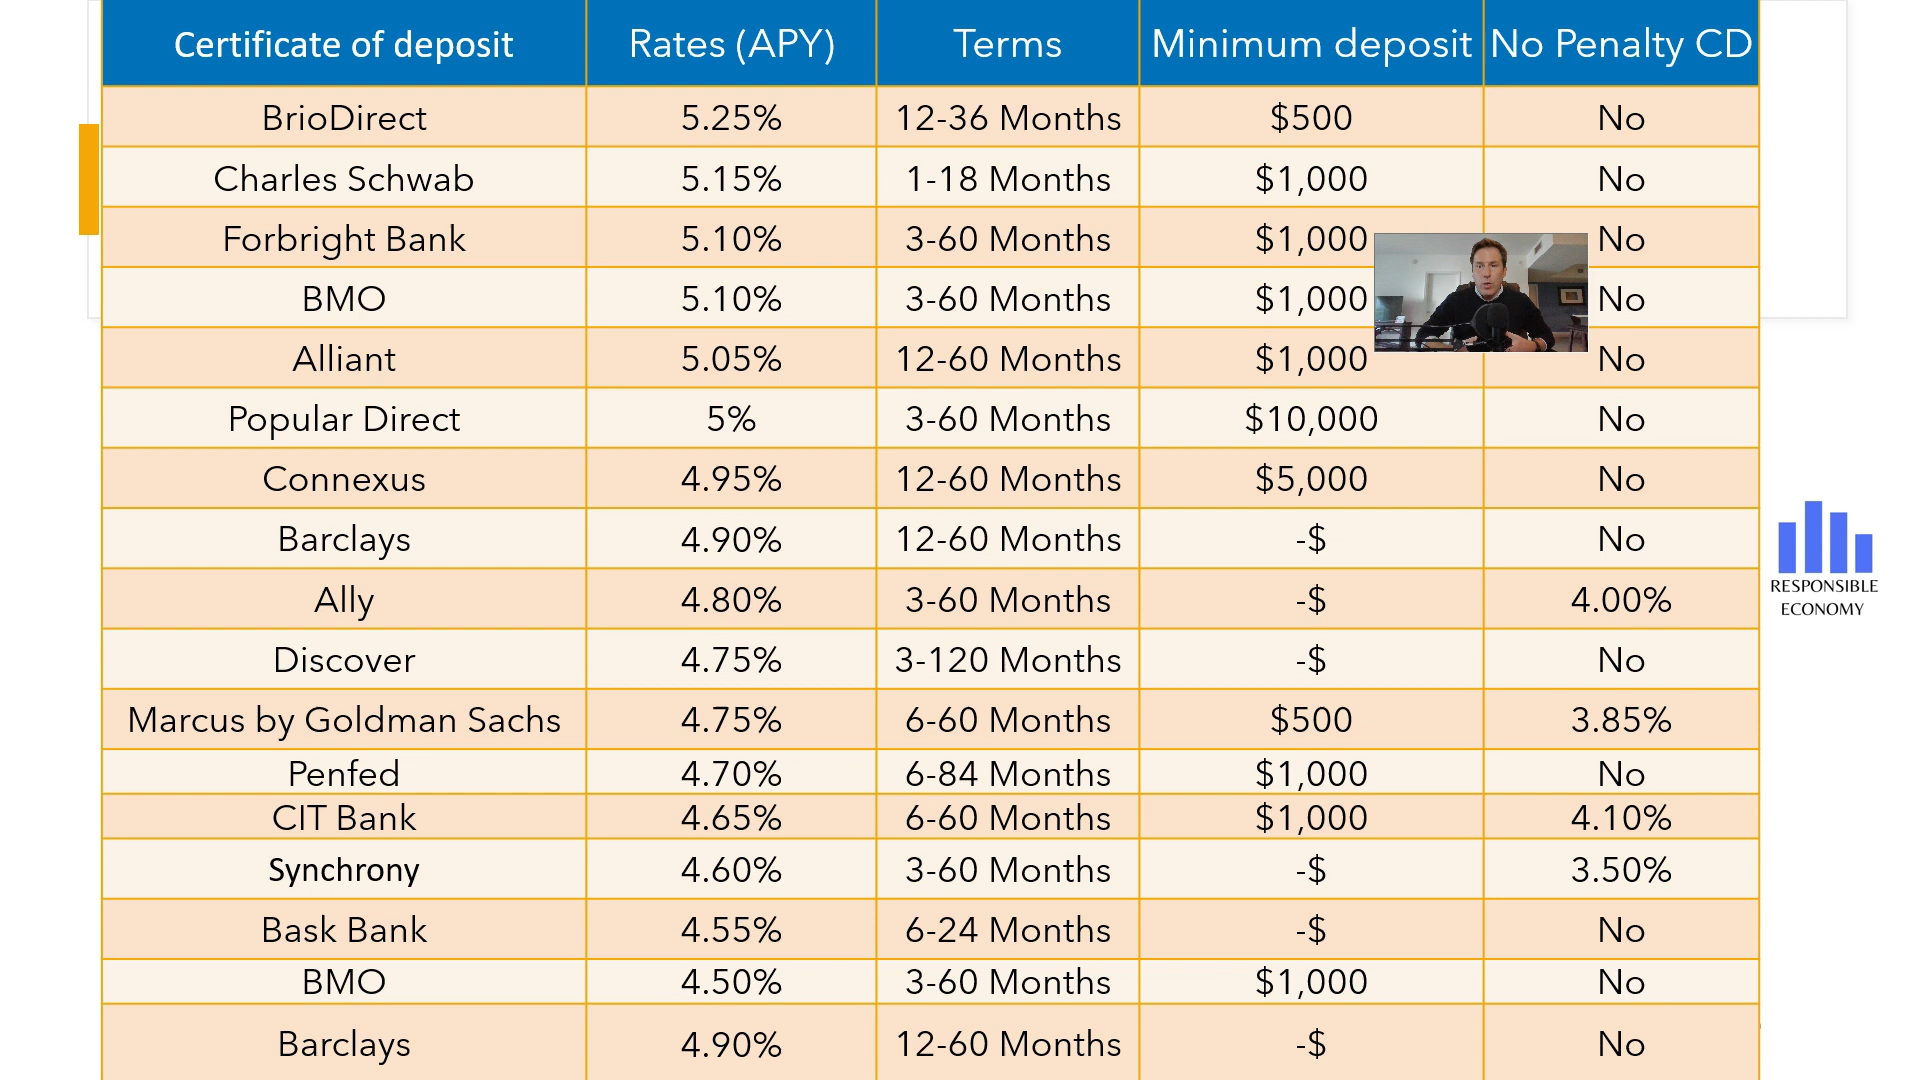 Certificate of deposit Rates (APY) Terms Minimum deposit No Penalty CD
BrioDirect 5.25% 12-36 Months $500 No
Charles Schwab 5.15% 1-18 Months $1,000 No
Forbright Bank 5.10% 3-60 Months $1,000 No
BMO 5.10% 3-60 Months $1,000 No
Alliant 5.05% 12-60 Months $1,000 No
Popular Direct 5% 3-60 Months $10,000 No
Connexus 4.95% 12-60 Months $5,000 No
Barclays 4.90% 12-60 Months -$ No
Ally 4.80% 3-60 Months -$ 4.00%
Discover 4.75% 3-120 Months -$ No
Marcus by Goldman Sachs 4.75% 6-60 Months $500 3.85%
Penfed 4.70% 6-84 Months $1,000 No
CIT Bank 4.65% 6-60 Months $1,000 4.10%
Synchrony 4.60% 3-60 Months -$ 3.50%
Bask Bank 4.55% 6-24 Months -$ No
BMO 4.50% 3-60 Months $1,000 No
Barclays 4.90% 12-60 Months -$ No
RESPONSIBLE
ECONOMY